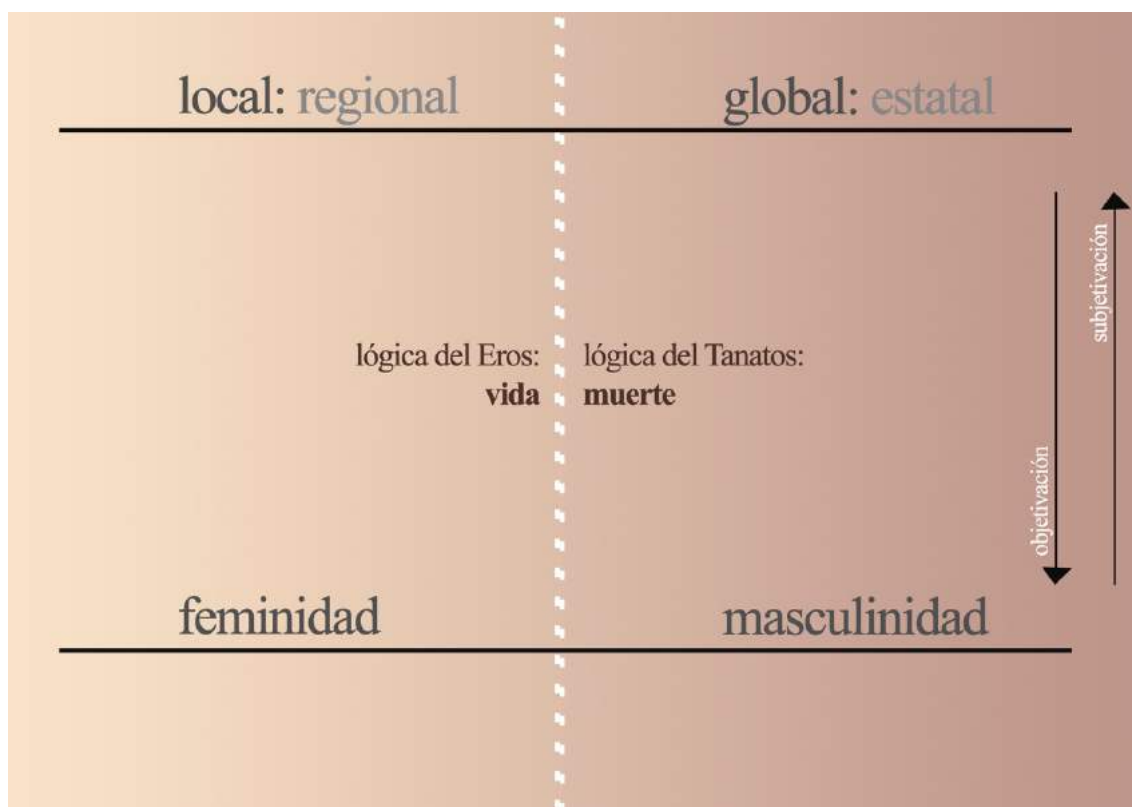 local: regional
global: estatal
subjetivación
lógica del Eros:
vida
lógica del Tanatos:
muerte
objetivación
feminidad
masculinidad